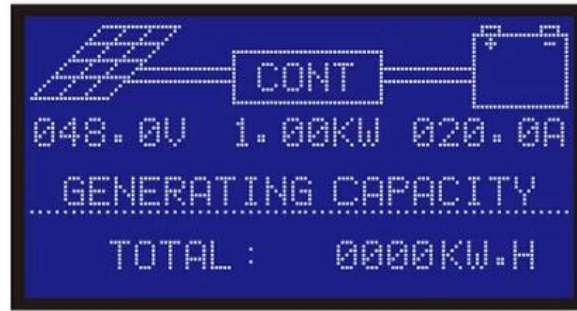 CONT
048.0V 1.00KW 020.0A
GENERATING CAPACITY
TOTAL: 0000KW.H